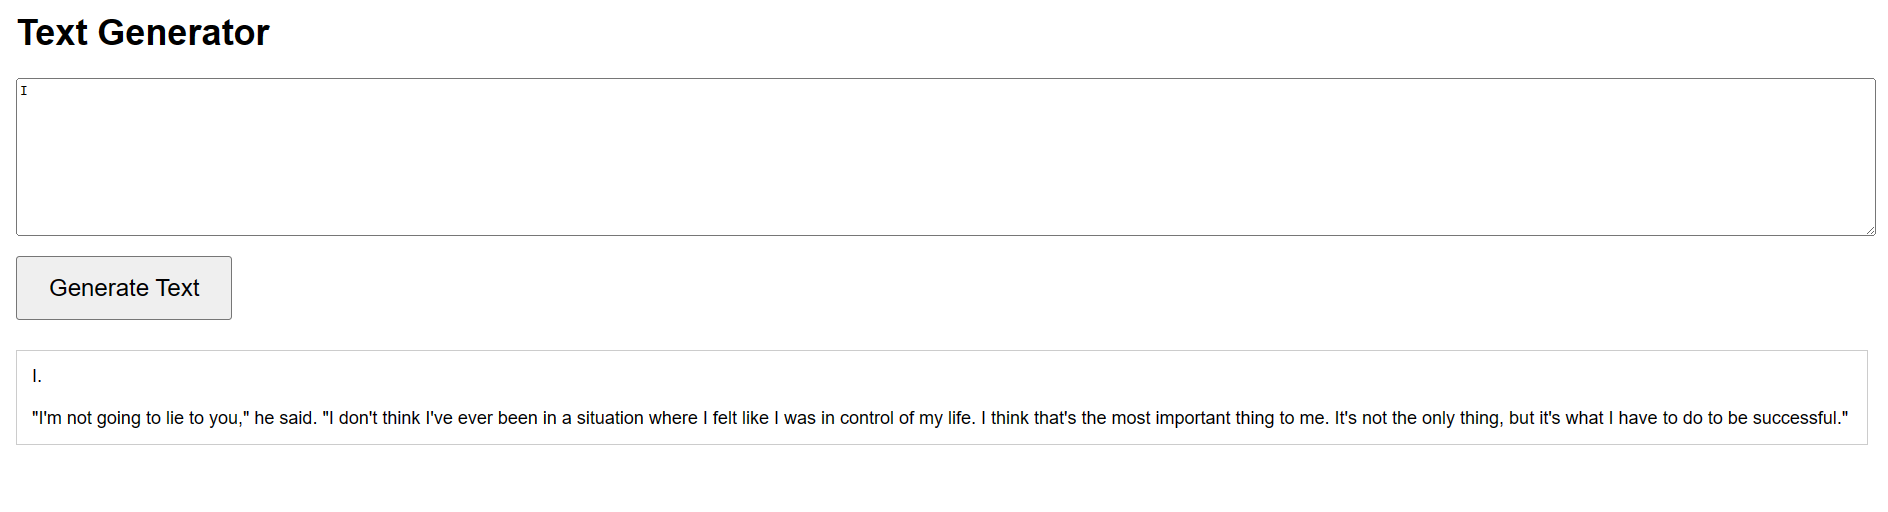 Text Generator
I
Generate Text
I.
"I'm not going to lie to you," he said. "I don't think I've ever been in a situation where I felt like I was in control of my life. I think that's the most important thing to me. It's not the only thing, but it's what I have to do to be successful."